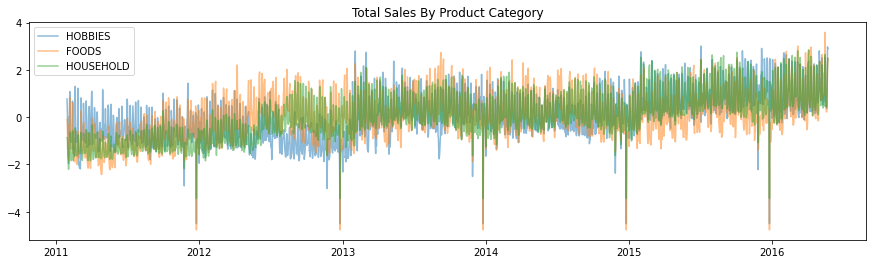 Total Sales By Product Category
HOBBIES
FOODS
HOUSEHOLD
4
2
0
−2
−4
2011 2012 2013 2014 2015 2016